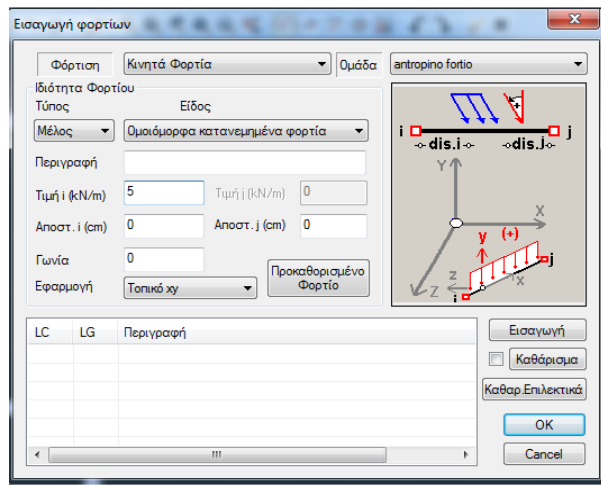 Εισαγωγή φορτίων
Φόρτιση Κινητά Φορτία Ομάδα antropino fortio
Ιδιότητα Φορτίου
Τύπος Είδος
Μέλος Ομοιόμορφα κατανεμημένα φορτία
Περιγραφή
Τιμή i (kN/m) 5 Τιμή j (kN/m) 0
Αποστ. i (cm) 0 Αποστ. j (cm) 0
Γωνία 0
Εφαρμογή Τοπικό xy
Προκαθορισμένο
Φορτίο
i j
dis.i dis.j
Y
X
y (+)
z j
Z x
i
LC LG Περιγραφή
Εισαγωγή
Καθάρισμα
Καθαρ.Επιλεκτικά
OK
Cancel